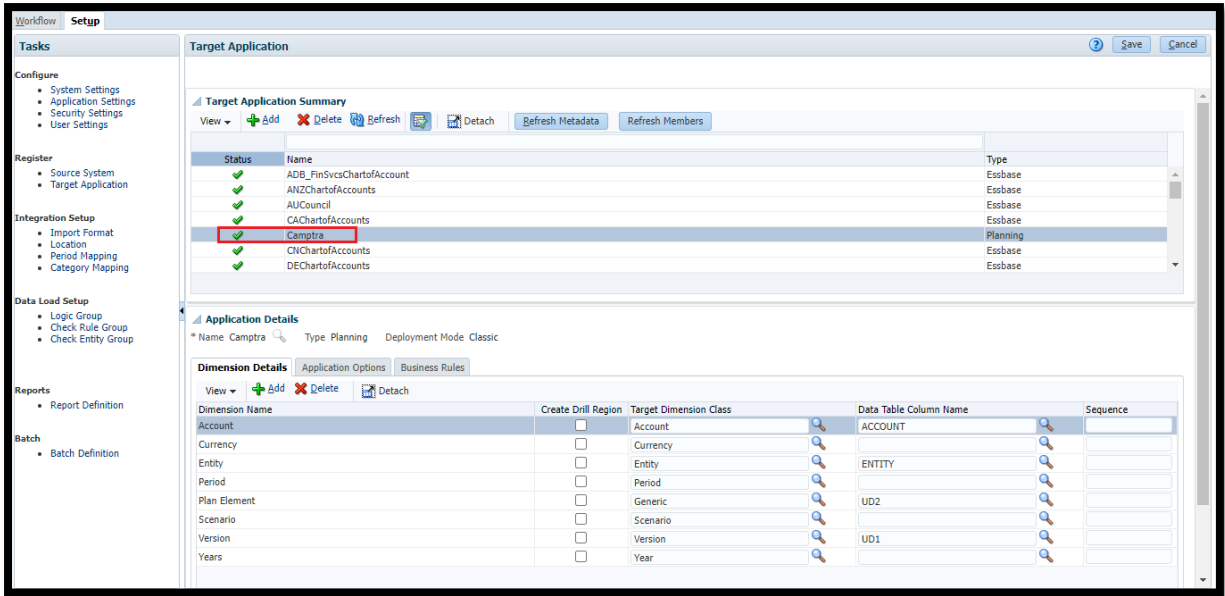 Workflow Setup
Tasks
Configure
System Settings
Application Settings
Security Settings
User Settings
Register
Source System
Target Application
Integration Setup
Import Format
Location
Period Mapping
Category Mapping
Data Load Setup
Logic Group
Check Rule Group
Check Entity Group
Reports
Report Definition
Batch
Batch Definition
Target Application ? Save Cancel
Target Application Summary
View Add Delete Refresh Detach Refresh Metadata Refresh Members
Status Name Type
ADB_FinSvcsChartofAccount Essbase
ANZChartofAccounts Essbase
AUCouncil Essbase
CAChartofAccounts Essbase
Camptra Planning
CNChartofAccounts Essbase
DEChartofAccounts Essbase
Application Details
* Name Camptra Type Planning Deployment Mode Classic
Dimension Details Application Options Business Rules
View Add Delete Detach
Dimension Name Create Drill Region Target Dimension Class Data Table Column Name Sequence
Account Account ACCOUNT
Currency Currency
Entity Entity ENTITY
Period Period
Plan Element Generic UD2
Scenario Scenario
Version Version UD1
Years Year